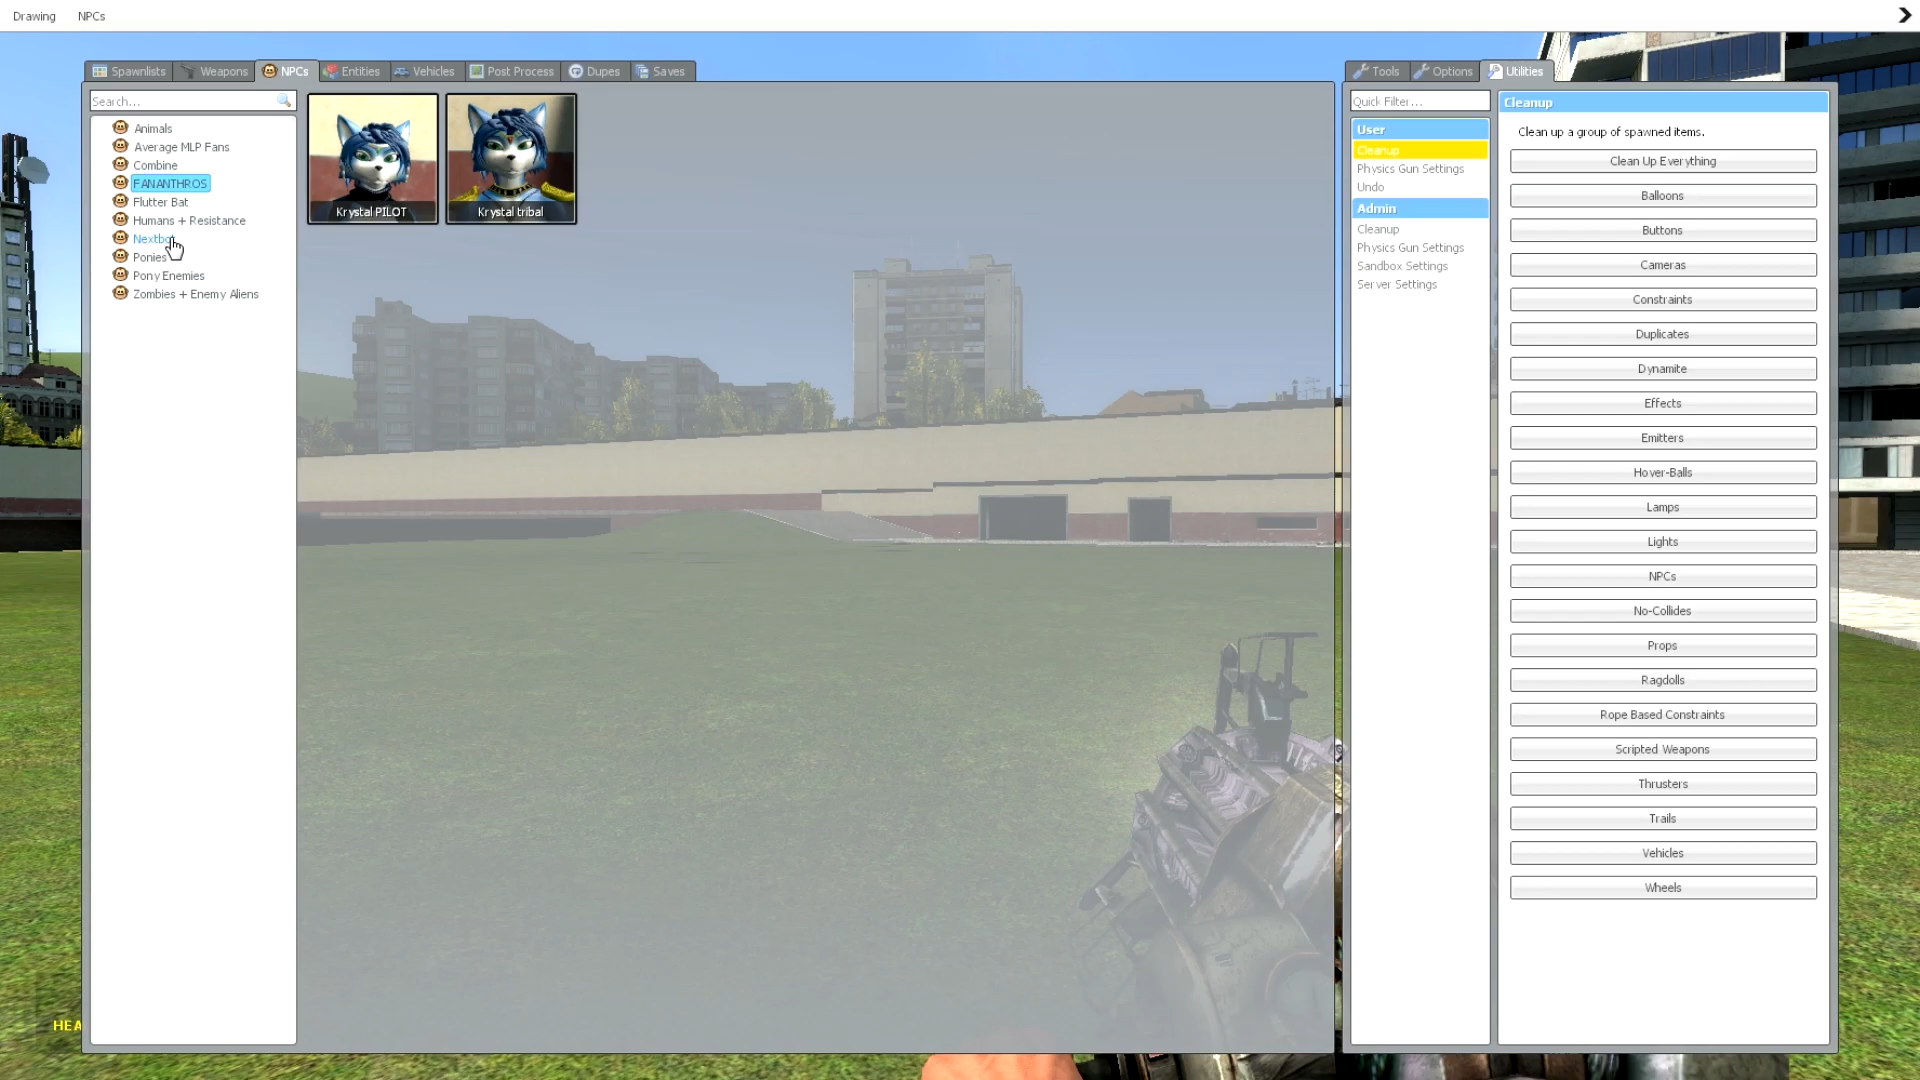 Drawing NPCs
Spawnlists Weapons NPCs Entities Vehicles Post Process Dupes Saves
Search...
Animals
Average MLP Fans
Combine
FANANTHROS
Flutter Bat
Humans + Resistance
Nextbot
Ponies
Pony Enemies
Zombies + Enemy Aliens
Krystal PILOT
Krystal tribal
Tools Options Utilities
Quick Filter...
User
Cleanup
Physics Gun Settings
Undo
Admin
Cleanup
Physics Gun Settings
Sandbox Settings
Server Settings
Cleanup
Clean up a group of spawned items.
Clean Up Everything
Balloons
Buttons
Cameras
Constraints
Duplicates
Dynamite
Effects
Emitters
Hover-Balls
Lamps
Lights
NPCs
No-Collides
Props
Ragdolls
Rope Based Constraints
Scripted Weapons
Thrusters
Trails
Vehicles
Wheels
HEA